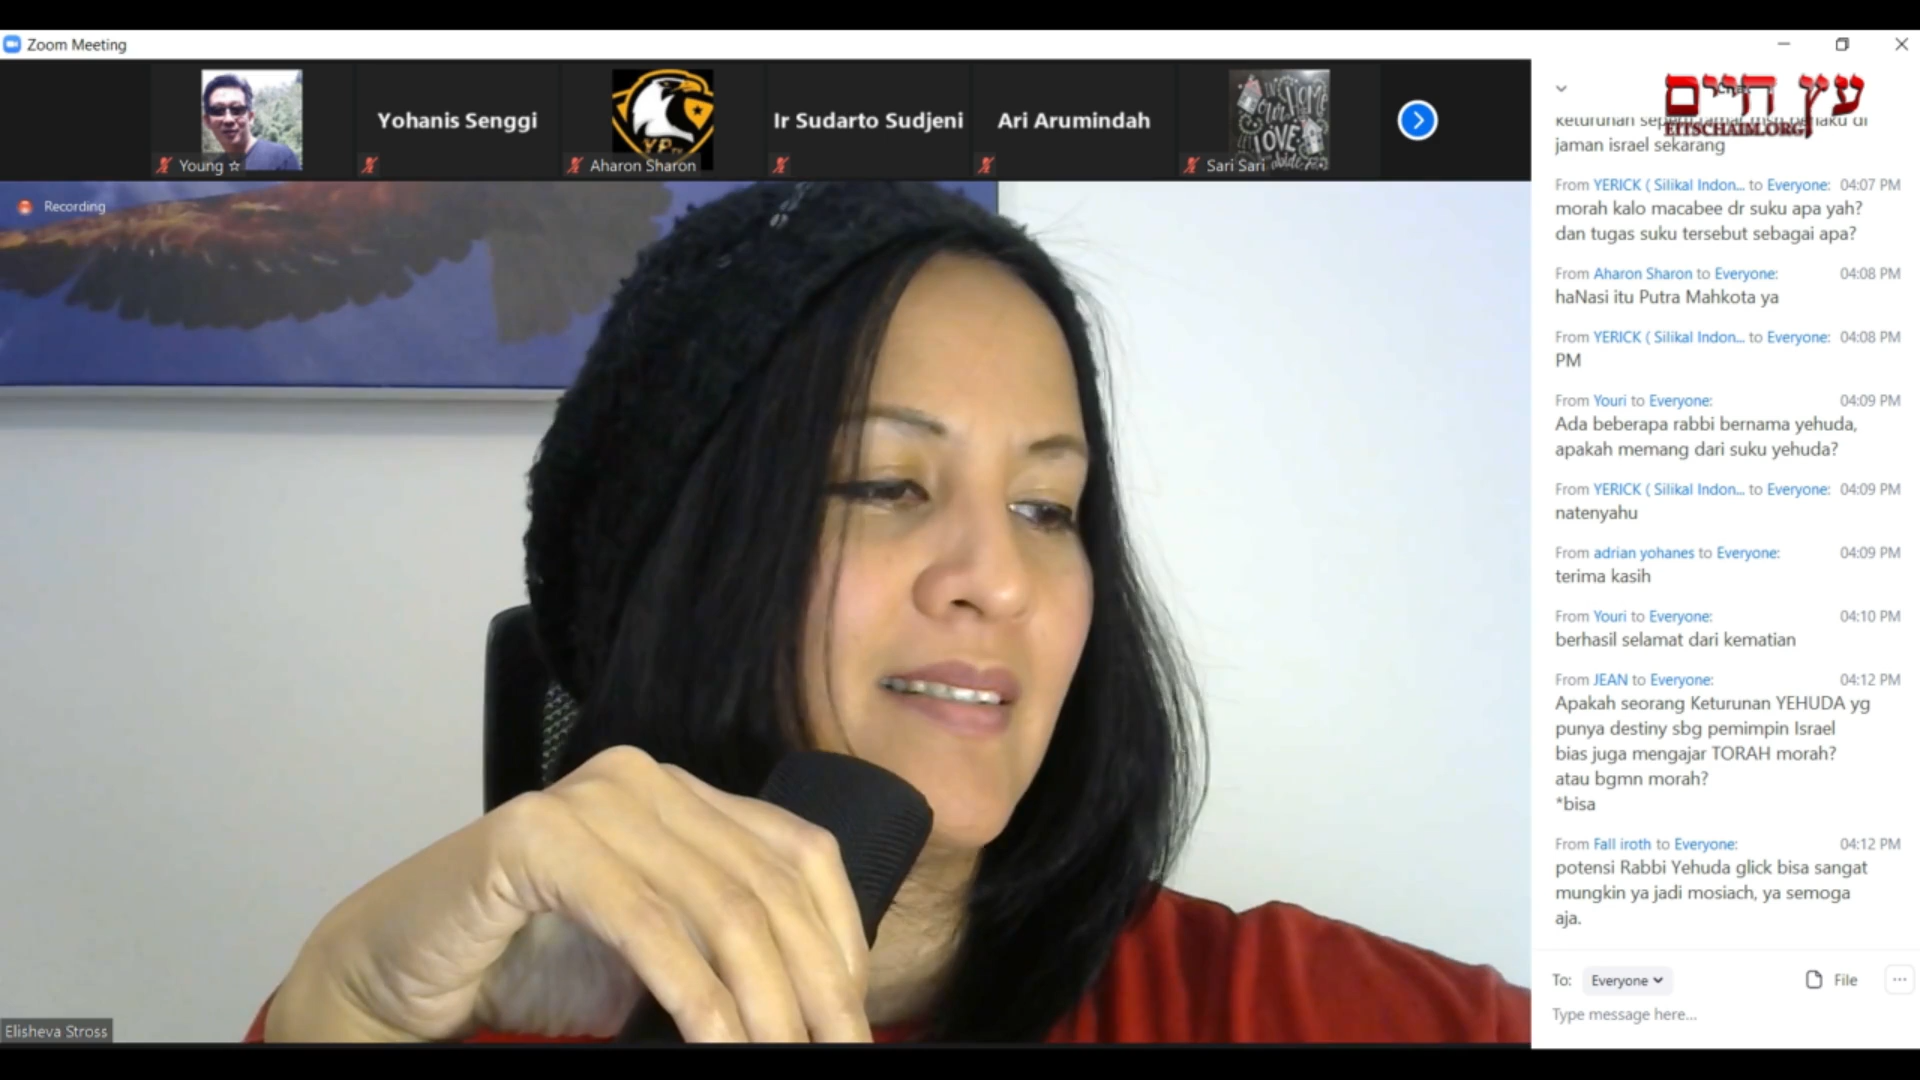 Zoom Meeting
Young ☆
Yohanis Senggi
YP
Aharon Sharon
Ir Sudarto Sudjeni
Ari Arumindah
IN
OUR HOME
LOVE
abide
Sari Sari
Recording
Elisheva Stross
עץ חיים
EITSCHAIM.ORG
keturunan
jaman israel sekarang
From YERICK ( Silikal Indon... to Everyone: 04:07 PM
morah kalo macabee dr suku apa yah?
dan tugas suku tersebut sebagai apa?
From Aharon Sharon to Everyone: 04:08 PM
haNasi itu Putra Mahkota ya
From YERICK ( Silikal Indon... to Everyone: 04:08 PM
PM
From Youri to Everyone: 04:09 PM
Ada beberapa rabbi bernama yehuda,
apakah memang dari suku yehuda?
From YERICK ( Silikal Indon... to Everyone: 04:09 PM
natenyahu
From adrian yohanes to Everyone: 04:09 PM
terima kasih
From Youri to Everyone: 04:10 PM
berhasil selamat dari kematian
From JEAN to Everyone: 04:12 PM
Apakah seorang Keturunan YEHUDA yg
punya destiny sbg pemimpin Israel
bias juga mengajar TORAH morah?
atau bgmn morah?
*bisa
From Fall iroth to Everyone: 04:12 PM
potensi Rabbi Yehuda glick bisa sangat
mungkin ya jadi mosiach, ya semoga
aja.
To: Everyone File ...
Type message here...